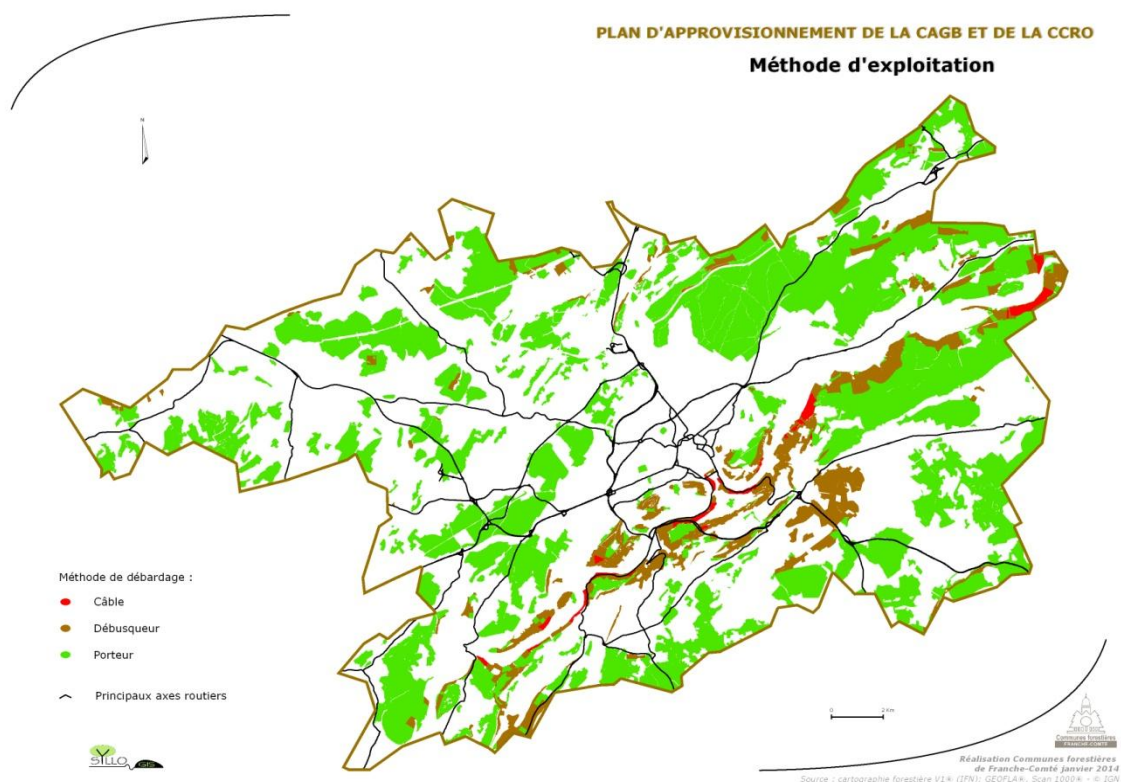 PLAN D'APPROVISIONNEMENT DE LA CAGB ET DE LA CCRO
Méthode d'exploitation
N
Méthode de débardage :
Câble
Débusqueur
Porteur
Principaux axes routiers
0 2 Km
SYLLO GIS
Communes forestières
FRANCHE-COMTÉ
Réalisation Communes forestières
de Franche-Comté janvier 2014
Source : cartographie forestière V1® (IFN); GEOFLA®, Scan 1000® - © IGN